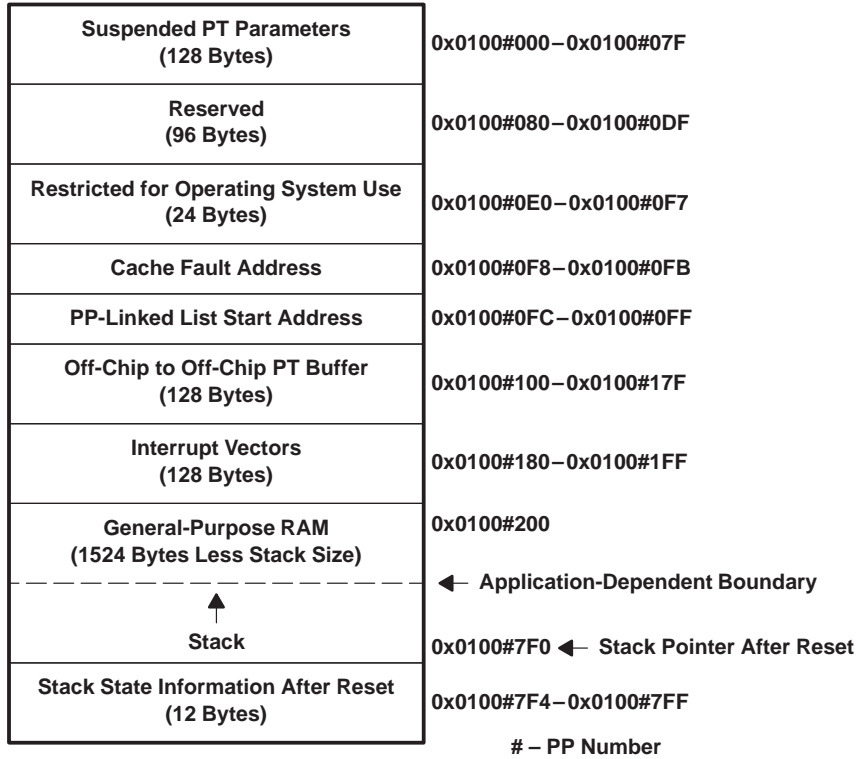 Suspended PT Parameters
(128 Bytes)
0x0100#000–0x0100#07F
Reserved
(96 Bytes)
0x0100#080–0x0100#0DF
Restricted for Operating System Use
(24 Bytes)
0x0100#0E0–0x0100#0F7
Cache Fault Address
0x0100#0F8–0x0100#0FB
PP-Linked List Start Address
0x0100#0FC–0x0100#0FF
Off-Chip to Off-Chip PT Buffer
(128 Bytes)
0x0100#100–0x0100#17F
Interrupt Vectors
(128 Bytes)
0x0100#180–0x0100#1FF
General-Purpose RAM
(1524 Bytes Less Stack Size)
0x0100#200
Application-Dependent Boundary
Stack
0x0100#7F0
Stack Pointer After Reset
Stack State Information After Reset
(12 Bytes)
0x0100#7F4–0x0100#7FF
# – PP Number